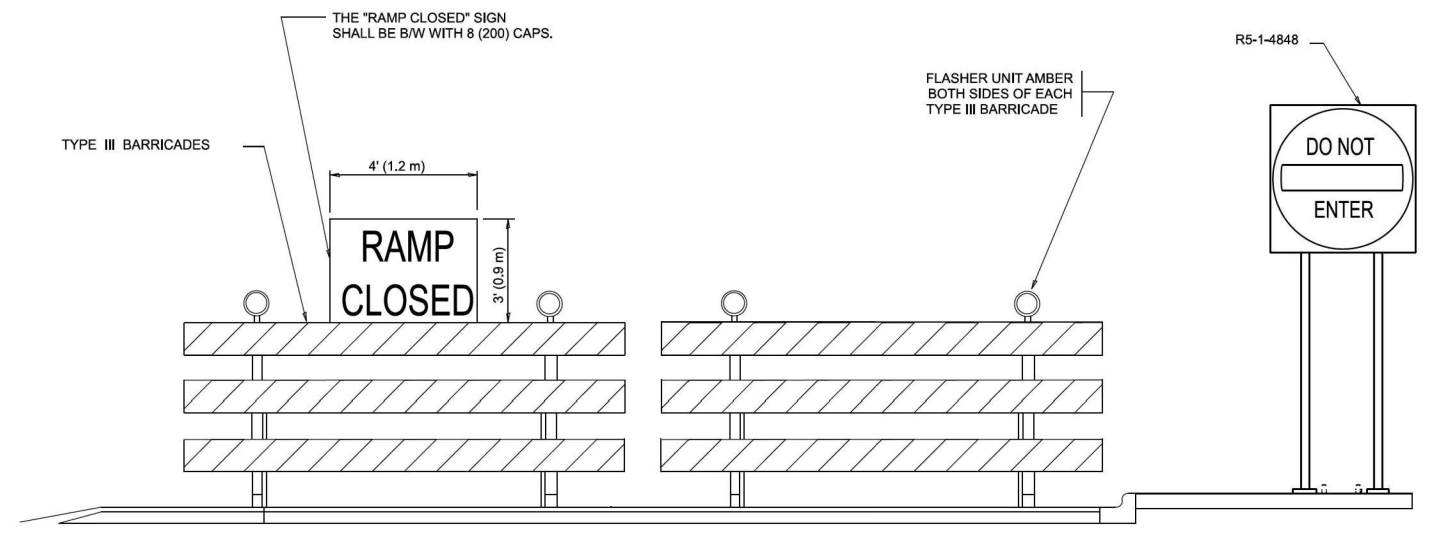 THE "RAMP CLOSED" SIGN
SHALL BE B/W WITH 8 (200) CAPS.
R5-1-4848
FLASHER UNIT AMBER
BOTH SIDES OF EACH
TYPE III BARRICADE
TYPE III BARRICADES
4' (1.2 m)
3' (0.9 m)
RAMP
CLOSED
DO NOT
ENTER